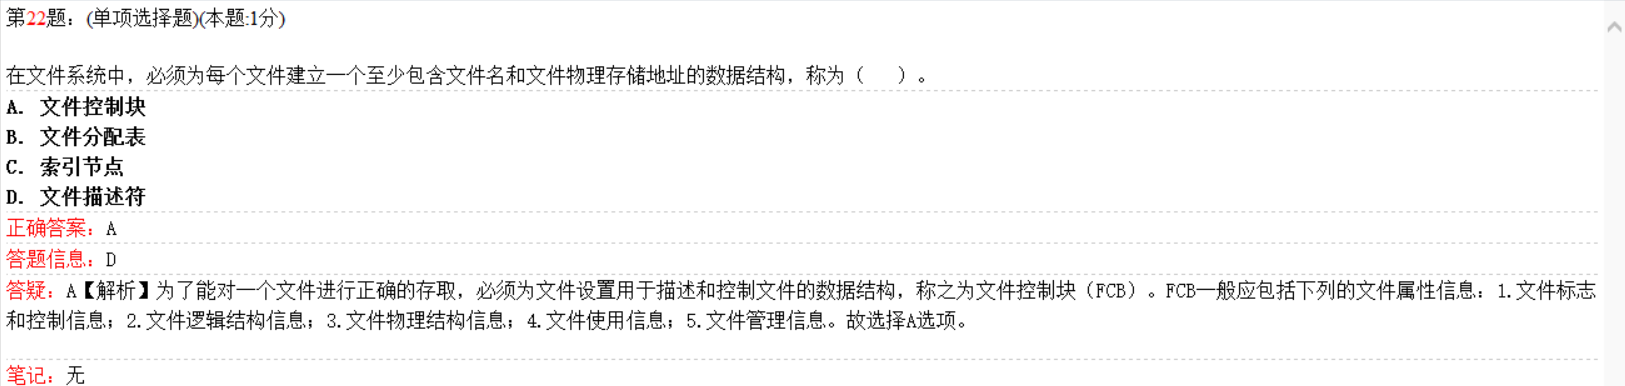 第22题：(单项选择题)(本题:1分)
在文件系统中，必须为每个文件建立一个至少包含文件名和文件物理存储地址的数据结构，称为（　　）。
A. 文件控制块
B. 文件分配表
C. 索引节点
D. 文件描述符
正确答案：A
答题信息：D
答疑：A【解析】为了能对一个文件进行正确的存取，必须为文件设置用于描述和控制文件的数据结构，称之为文件控制块（FCB）。FCB一般应包括下列的文件属性信息：1.文件标志
和控制信息；2.文件逻辑结构信息；3.文件物理结构信息；4.文件使用信息；5.文件管理信息。故选择A选项。
笔记：无